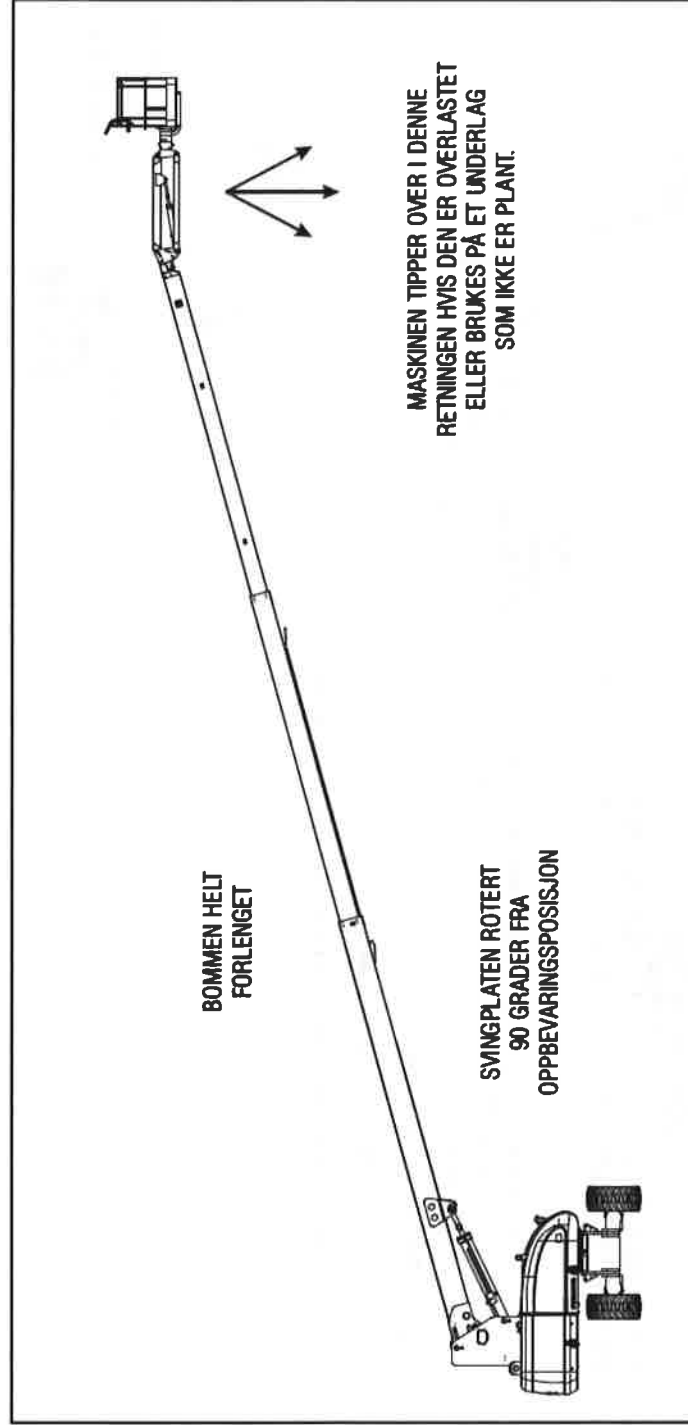 BOMMEN HELT
FORLENGET
SVINGPLATEN ROTERT
90 GRADER FRA
OPPBEVARINGSPOSISJON
MASKINEN TIPPER OVER I DENNE
RETNINGEN HVIS DEN ER OVERLASTET
ELLER BRUKES PÅ ET UNDERLAG
SOM IKKE ER PLANT.